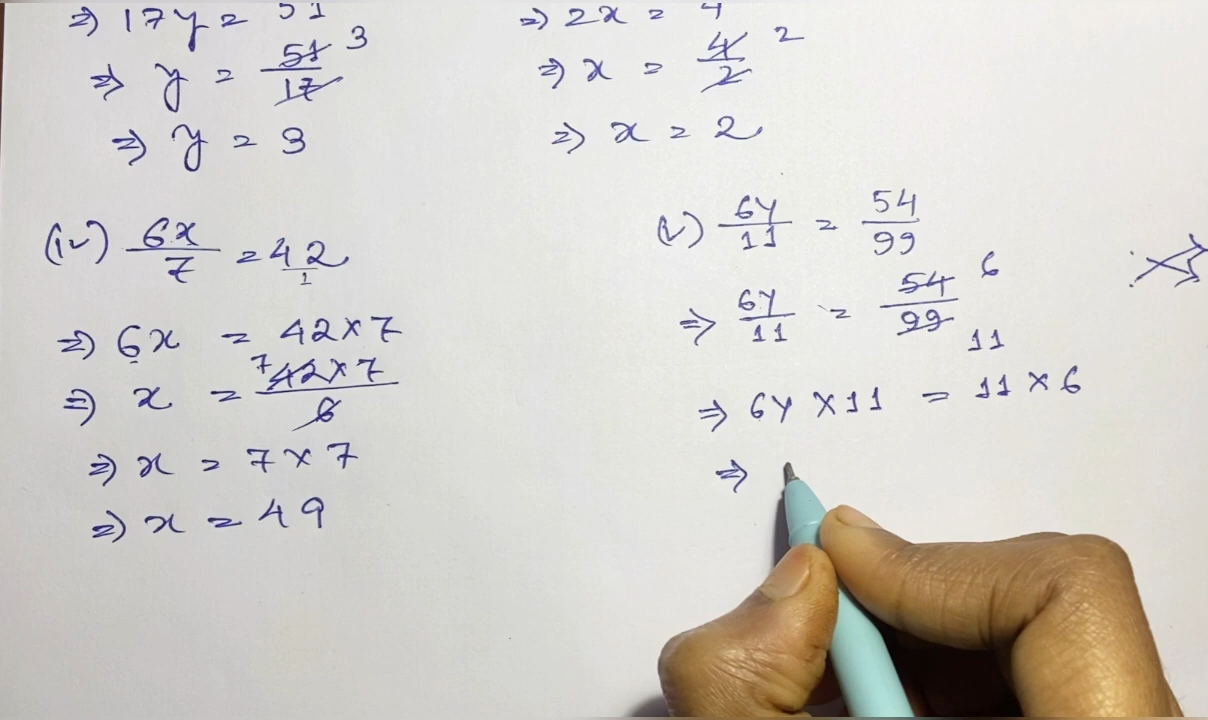 ⇒ 17y = 51
⇒ y = 51/17 3
⇒ y = 3
⇒ 2x = 4
⇒ x = 4/2 2
⇒ x = 2
(iv) 6x/7 = 42/1
⇒ 6x = 42×7
⇒ x = 7 42×7/6
⇒ x = 7×7
⇒ x = 49
(v) 6y/11 = 54/99
⇒ 6y/11 = 54/99 6 11
⇒ 6y × 11 = 11 × 6
⇒